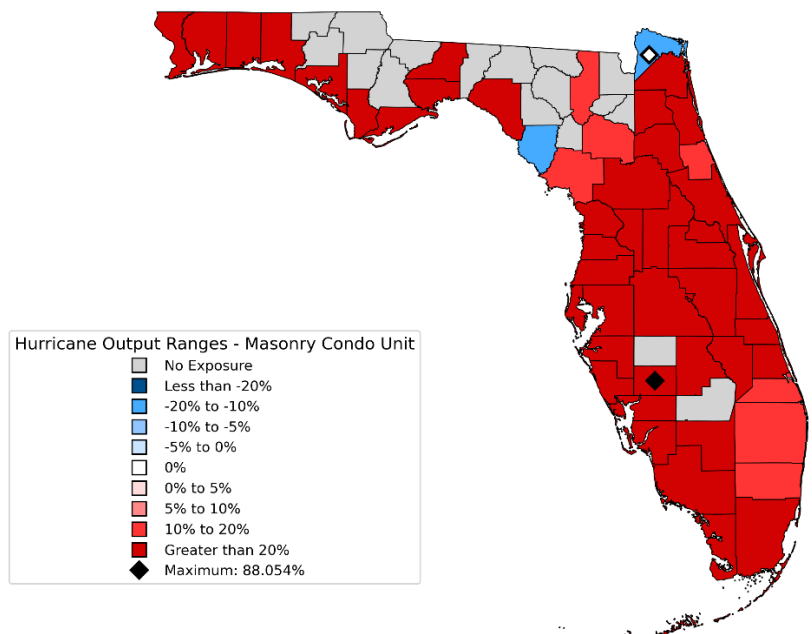 Hurricane Output Ranges - Masonry Condo Unit
No Exposure
Less than -20%
-20% to -10%
-10% to -5%
-5% to 0%
0%
0% to 5%
5% to 10%
10% to 20%
Greater than 20%
Maximum: 88.054%